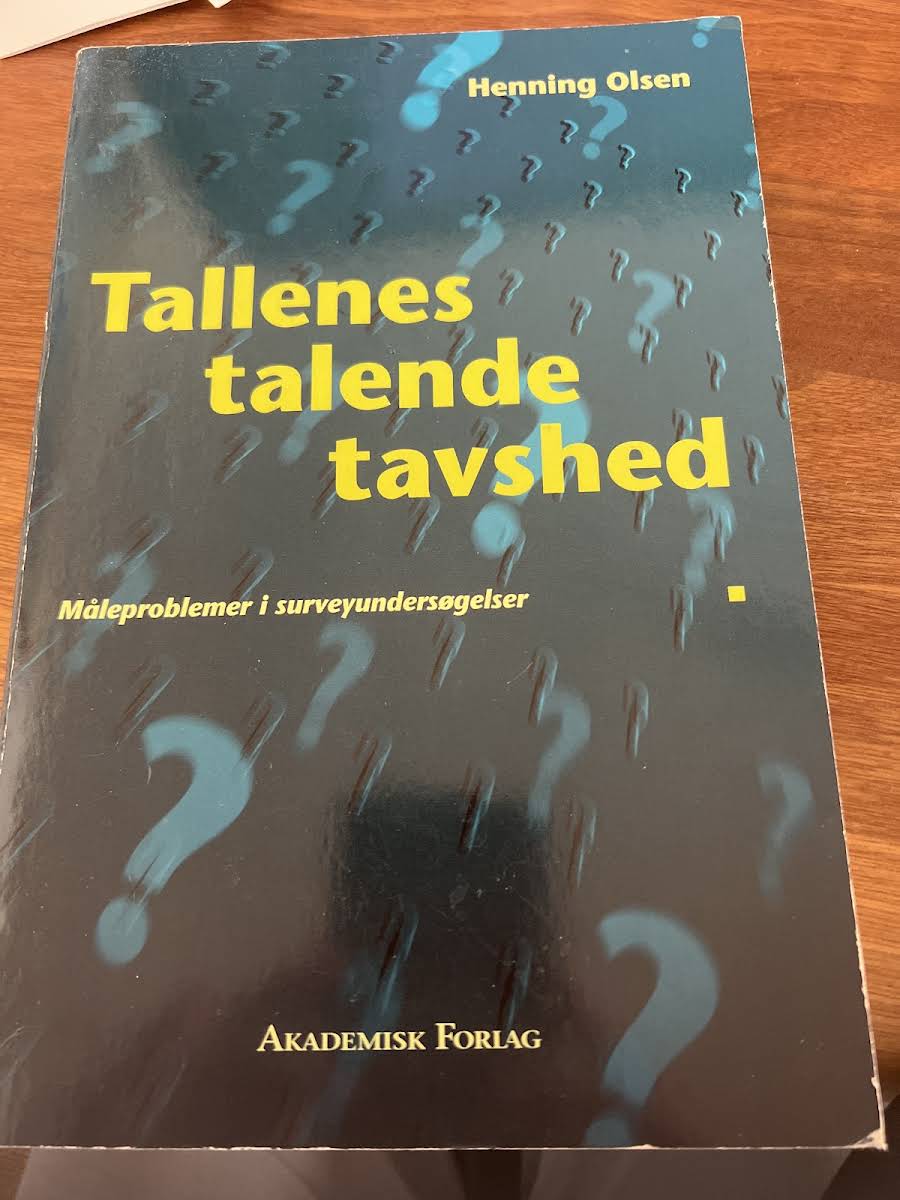 Henning Olsen
Tallenes
talende
tavshed
Måleproblemer i surveyundersøgelser
AKADEMISK FORLAG